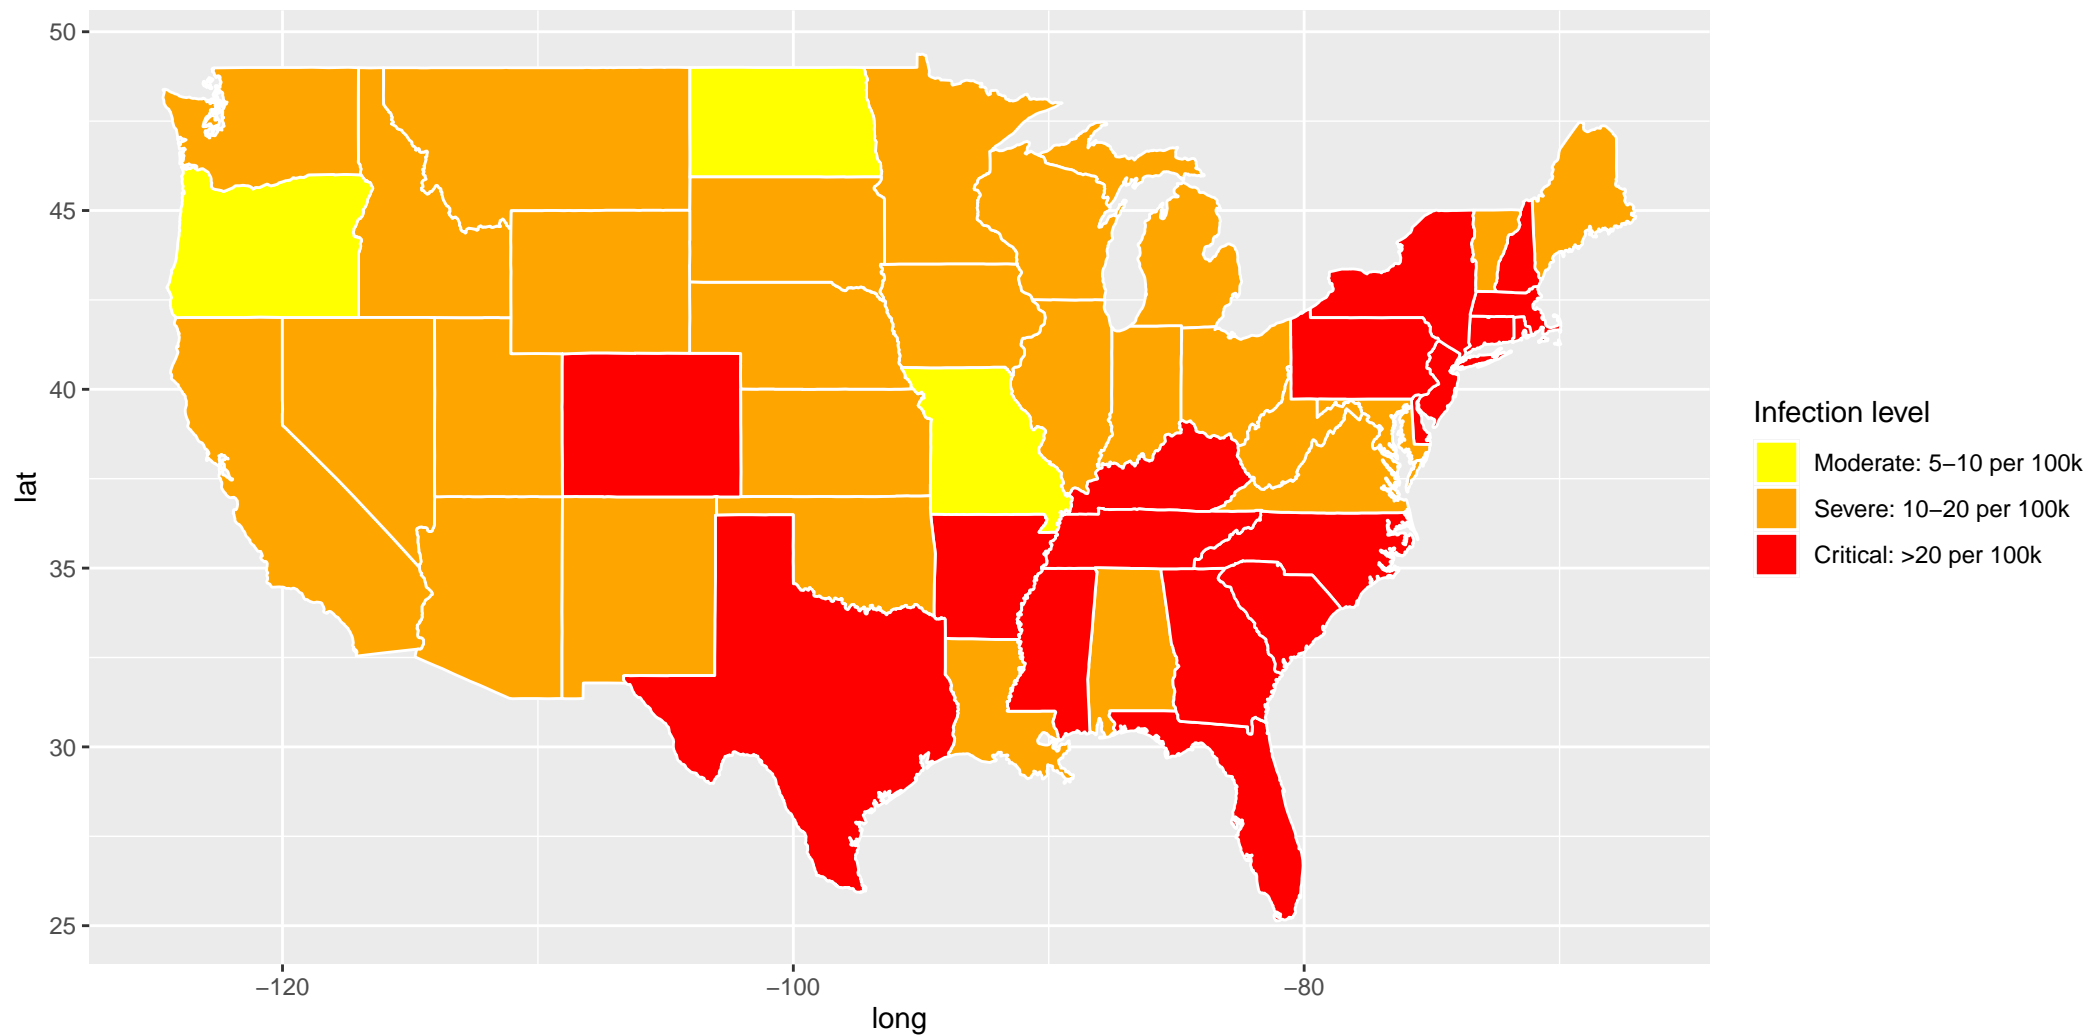 50
45
40
35
30
25
lat
−120
−100
−80
long
Infection level
Moderate: 5−10 per 100k
Severe: 10−20 per 100k
Critical: >20 per 100k